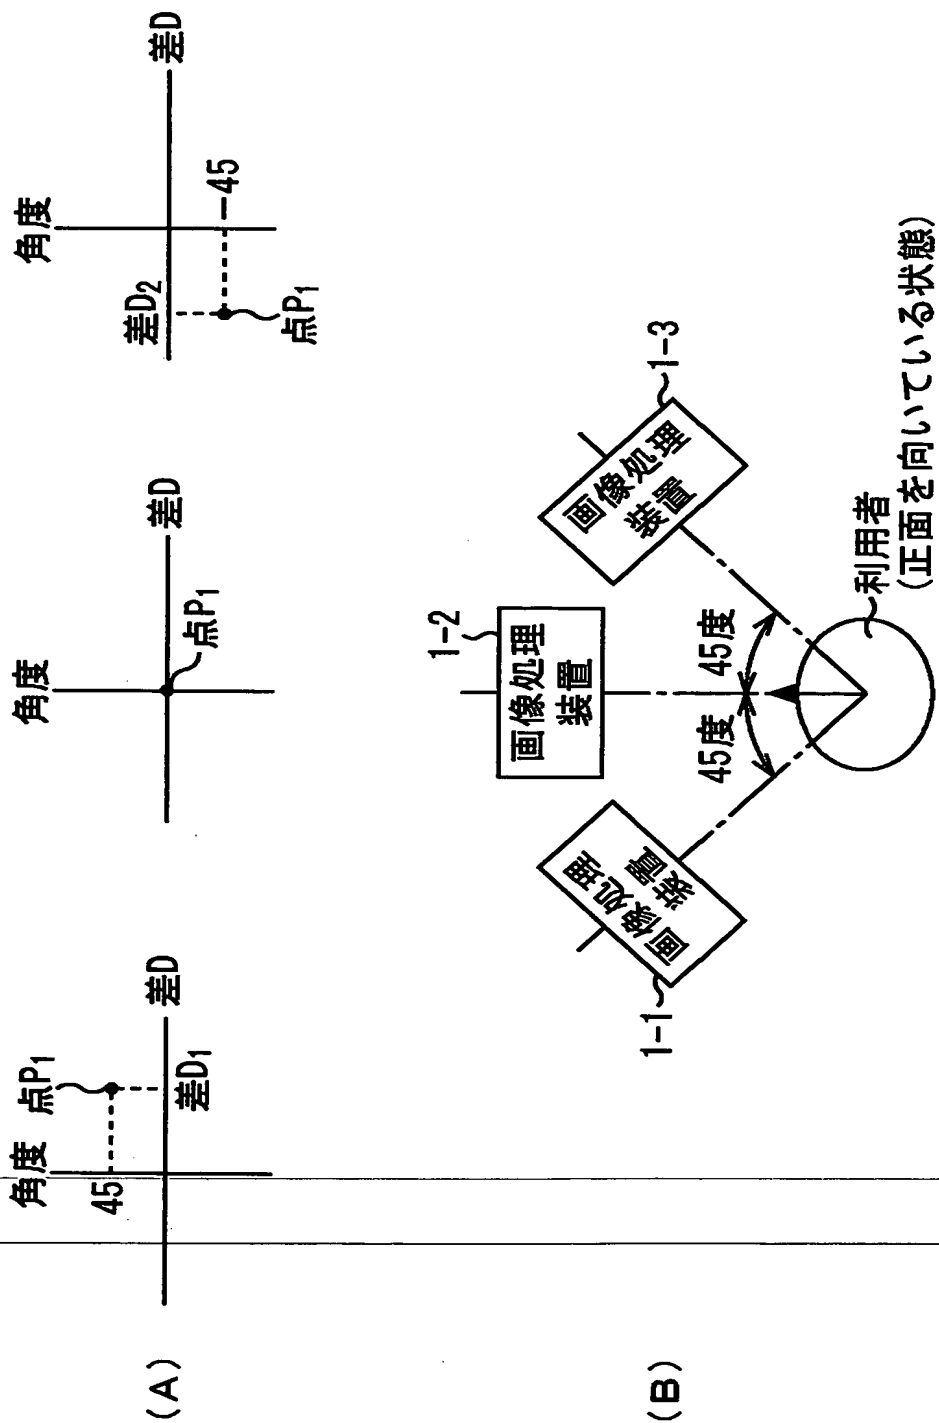 (A)
角度
点P1
45
差D1
差D
角度
点P1
差D
角度
差D2
点P1
-45
差D
(B)
1-1
画像処理
装置
1-2
画像処理
装置
1-3
画像処理
装置
45度
45度
利用者
(正面を向いている状態)